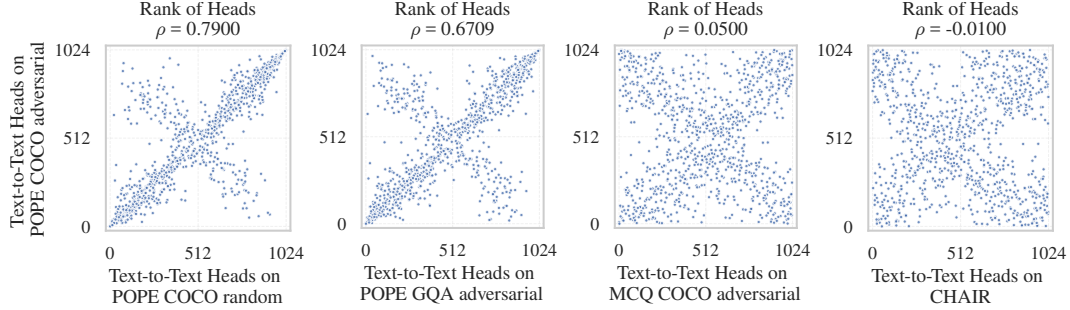 Rank of Heads
ρ = 0.7900
Rank of Heads
ρ = 0.6709
Rank of Heads
ρ = 0.0500
Rank of Heads
ρ = -0.0100
Text-to-Text Heads on
POPE COCO adversarial
1024
512
0
0
512
1024
Text-to-Text Heads on
POPE COCO random
1024
512
0
0
512
1024
Text-to-Text Heads on
POPE GQA adversarial
1024
512
0
0
512
1024
Text-to-Text Heads on
MCQ COCO adversarial
1024
512
0
0
512
1024
Text-to-Text Heads on
CHAIR